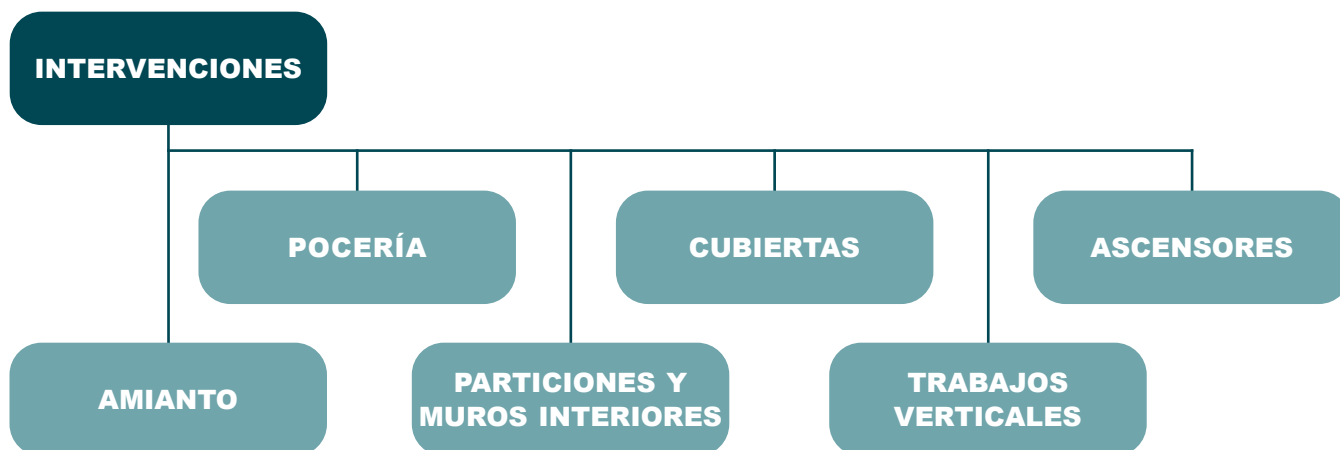 INTERVENCIONES
POCERÍA
CUBIERTAS
ASCENSORES
AMIANTO
PARTICIONES Y
MUROS INTERIORES
TRABAJOS
VERTICALES